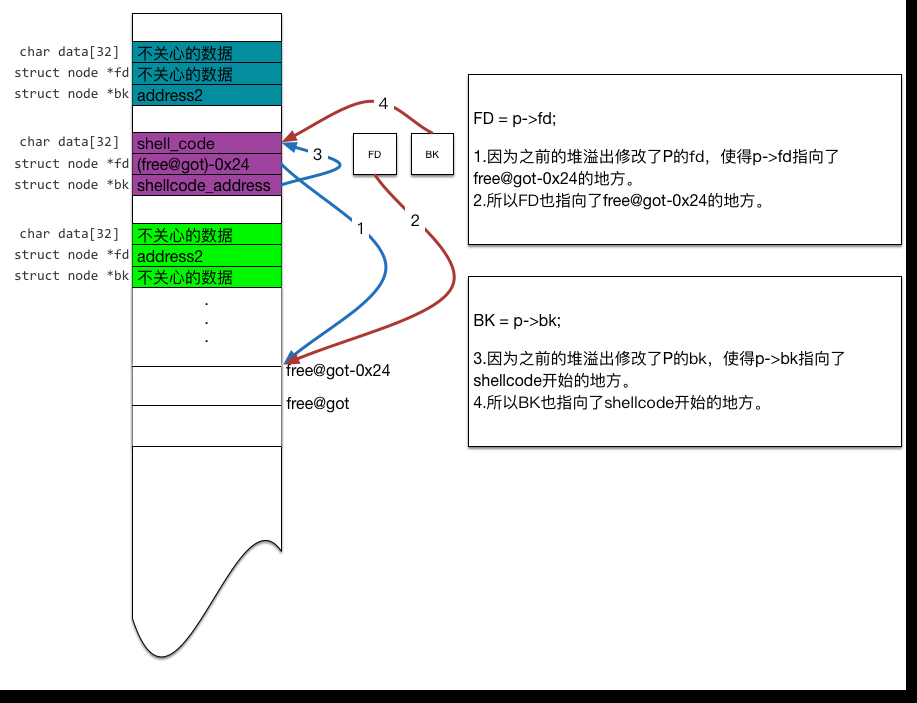 char data[32] 不关心的数据
struct node *fd 不关心的数据
struct node *bk address2
char data[32] shell_code
struct node *fd (free@got)-0x24
struct node *bk shellcode_address
char data[32] 不关心的数据
struct node *fd address2
struct node *bk 不关心的数据
.
.
.
free@got-0x24
free@got
4
3
FD
BK
1
2
FD = p->fd;
1.因为之前的堆溢出修改了P的fd，使得p->fd指向了
free@got-0x24的地方。
2.所以FD也指向了free@got-0x24的地方。
BK = p->bk;
3.因为之前的堆溢出修改了P的bk，使得p->bk指向了
shellcode开始的地方。
4.所以BK也指向了shellcode开始的地方。